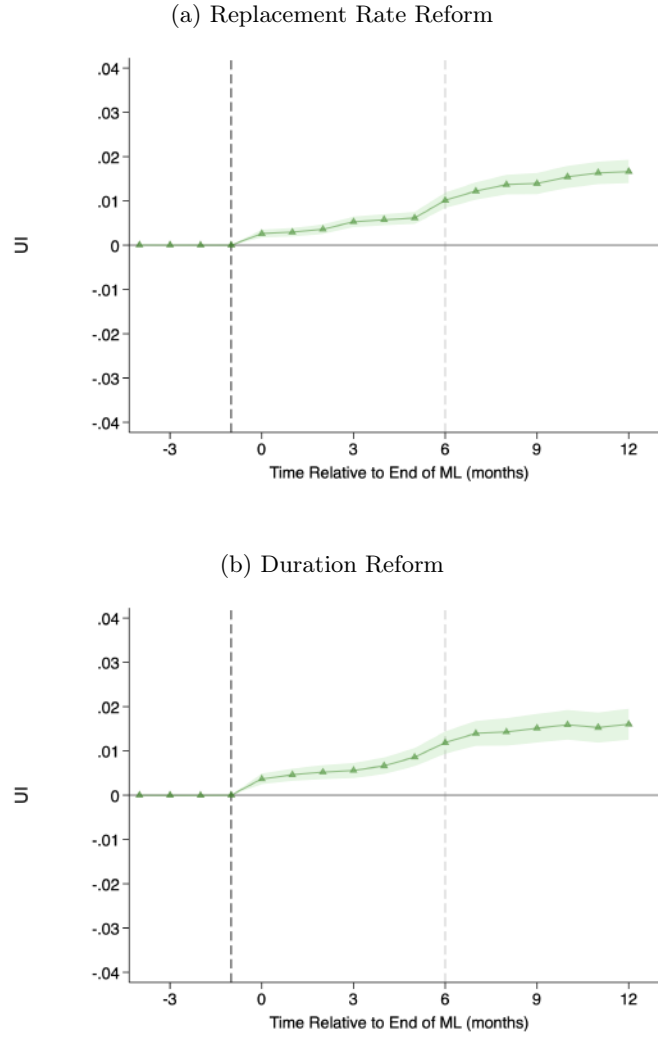 (a) Replacement Rate Reform
.04
.03
.02
.01
0
-.01
-.02
-.03
-.04
UI
-3 0 3 6 9 12
Time Relative to End of ML (months)
(b) Duration Reform
.04
.03
.02
.01
0
-.01
-.02
-.03
-.04
UI
-3 0 3 6 9 12
Time Relative to End of ML (months)